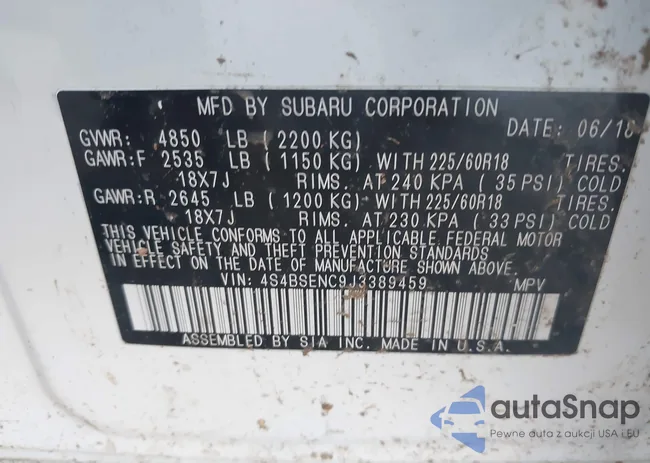 MFD BY SUBARU CORPORATION
DATE: 06/18
GVWR: 4850 LB (2200 KG)
GAWR:F 2535 LB (1150 KG) WITH 225/60R18 TIRES.
18X7J RIMS. AT 240 KPA ( 35 PSI) COLD
GAWR:R 2645 LB (1200 KG) WITH 225/60R18 TIRES.
18X7J RIMS. AT 230 KPA ( 33 PSI) COLD
THIS VEHICLE CONFORMS TO ALL APPLICABLE FEDERAL MOTOR
VEHICLE SAFETY AND THEFT PREVENTION STANDARDS
IN EFFECT ON THE DATE OF MANUFACTURE SHOWN ABOVE.
VIN: 4S4BSENC9J3389459 MPV
ASSEMBLED BY SIA INC. MADE IN U.S.A.
autaSnap
Pewne auta z aukcji USA i EU